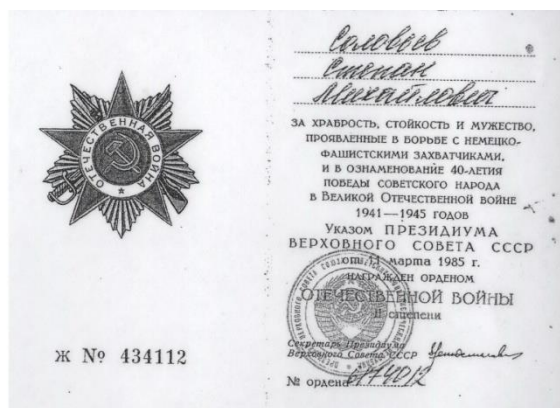 ОТЕЧЕСТВЕННАЯ ВОЙНА
Ж № 434112
Соловьев
Степан
Михайлович
ЗА ХРАБРОСТЬ, СТОЙКОСТЬ И МУЖЕСТВО,
ПРОЯВЛЕННЫЕ В БОРЬБЕ С НЕМЕЦКО-
ФАШИСТСКИМИ ЗАХВАТЧИКАМИ,
И В ОЗНАМЕНОВАНИЕ 40-ЛЕТИЯ
ПОБЕДЫ СОВЕТСКОГО НАРОДА
В ВЕЛИКОЙ ОТЕЧЕСТВЕННОЙ ВОЙНЕ
1941—1945 ГОДОВ
УКАЗОМ ПРЕЗИДИУМА
ВЕРХОВНОГО СОВЕТА СССР
от 11 марта 1985 г.
НАГРАЖДЕН ОРДЕНОМ
ОТЕЧЕСТВЕННОЙ ВОЙНЫ
II степени
Секретарь Президиума
Верховного Совета СССР
№ ордена